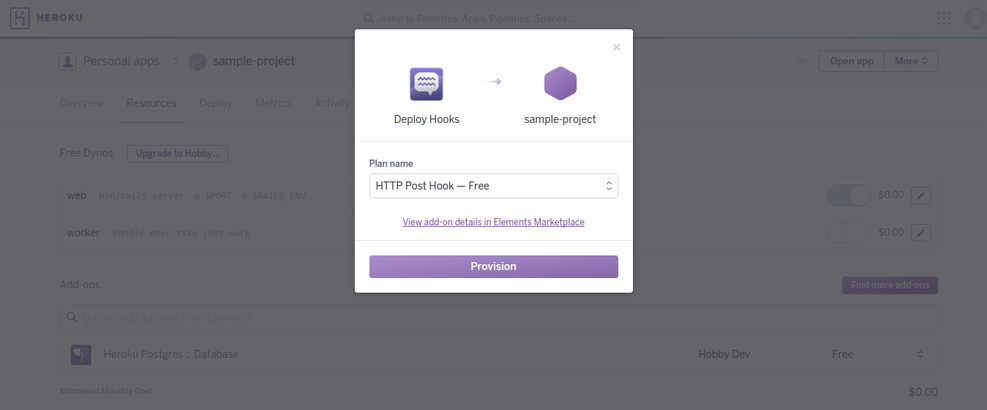 HEROKU
Jump to Favorites, Apps, Pipelines, Spaces...
Personal apps > sample-project
Open app
More
Overview Resources Deploy Metrics Activity
×
Deploy Hooks
sample-project
Plan name
HTTP Post Hook — Free
View add-on details in Elements Marketplace
Provision
Free Dynos
Upgrade to Hobby...
web bin/rails server -p $PORT -e $RAILS_ENV $0.00
worker bundle exec rake jobs:work $0.00
Add-ons
Find more add-ons
Quickly add add-ons from Elements
Heroku Postgres :: Database Hobby Dev Free
Estimated Monthly Cost $0.00